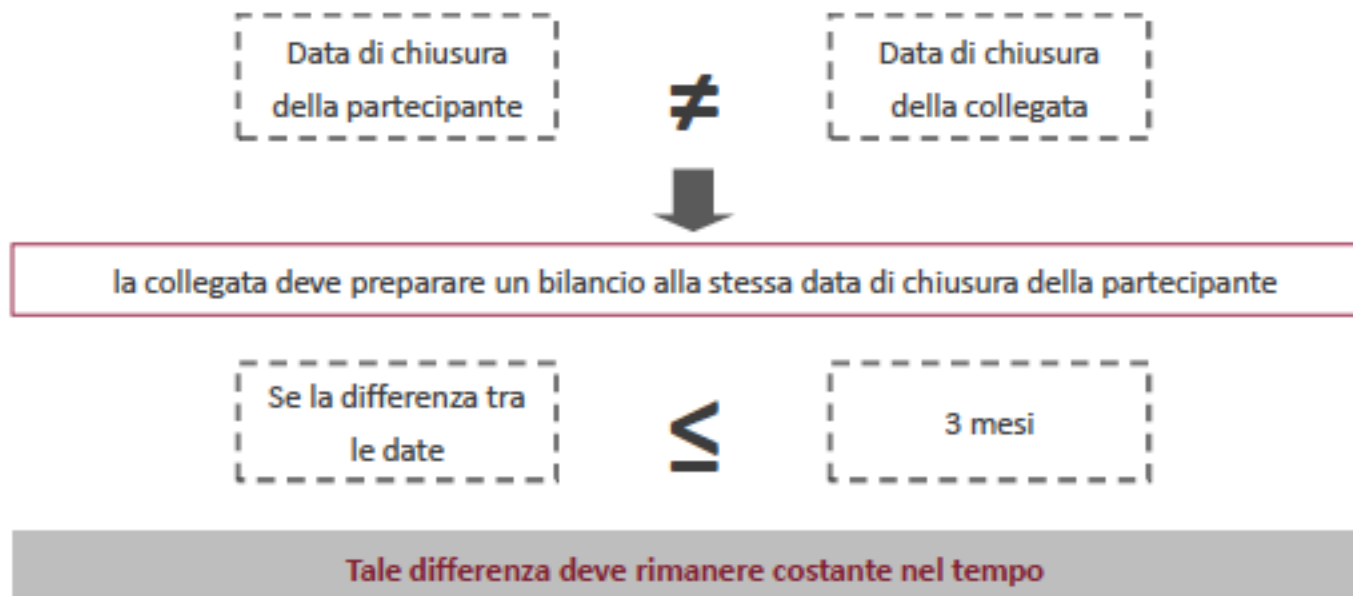 Data di chiusura
della partecipante
≠
Data di chiusura
della collegata
la collegata deve preparare un bilancio alla stessa data di chiusura della partecipante
Se la differenza tra
le date
≤
3 mesi
Tale differenza deve rimanere costante nel tempo